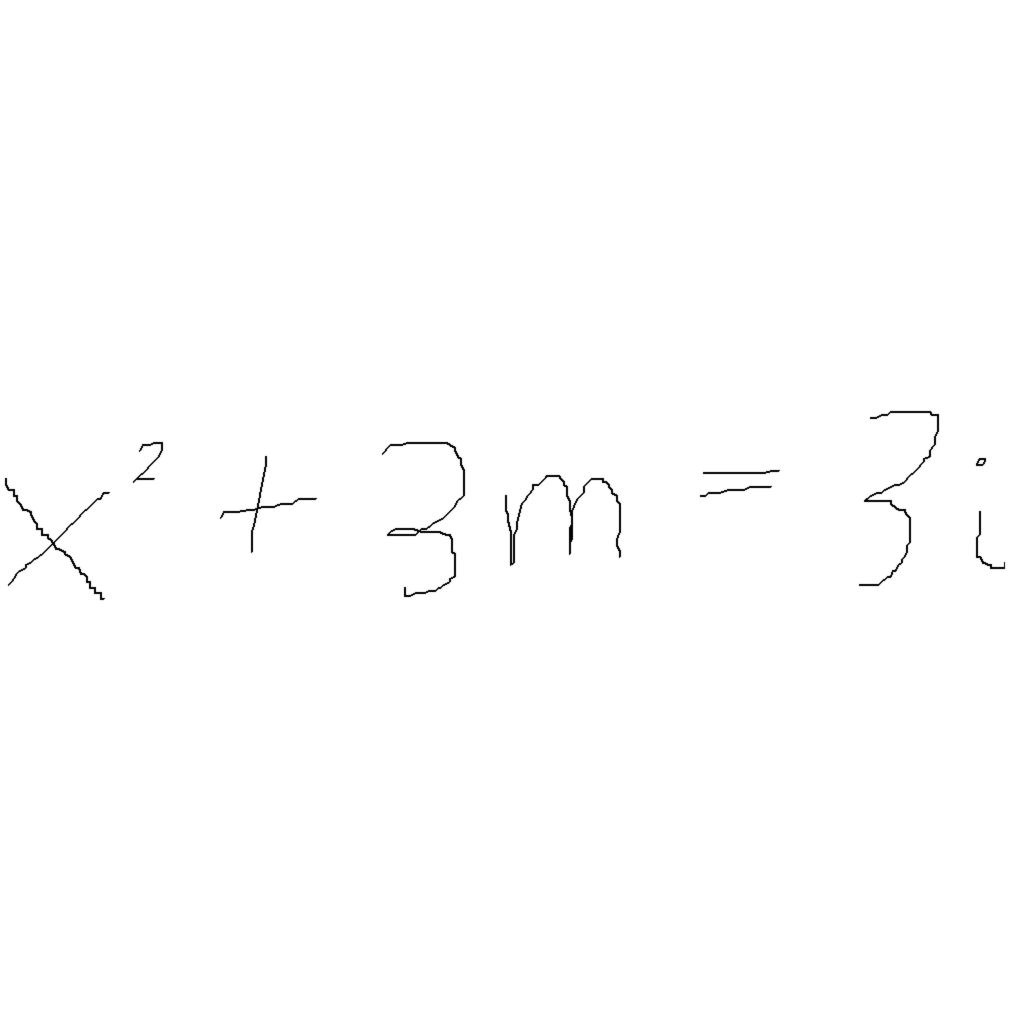 x² + 3m = 3i